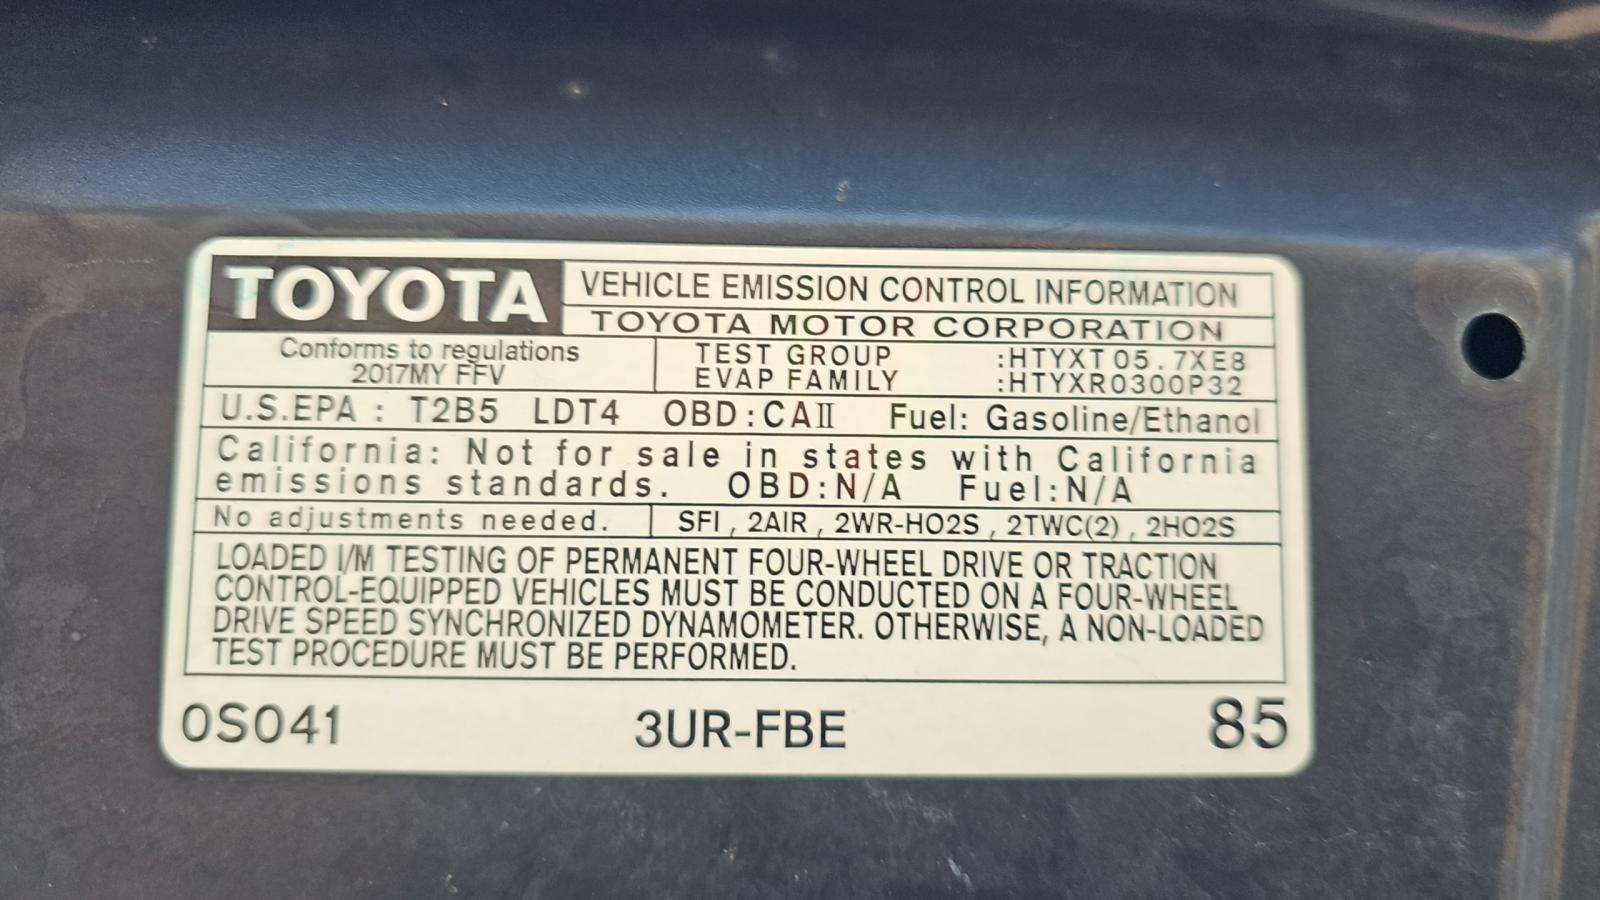 TOYOTA
VEHICLE EMISSION CONTROL INFORMATION
TOYOTA MOTOR CORPORATION
Conforms to regulations
2017MY FFV
TEST GROUP :HTYXT05.7XE8
EVAP FAMILY :HTYXR0300P32
U.S.EPA : T2B5 LDT4 OBD:CAⅡ Fuel: Gasoline/Ethanol
California: Not for sale in states with California
emissions standards. OBD:N/A Fuel:N/A
No adjustments needed.
SFI, 2AIR, 2WR-HO2S, 2TWC(2), 2HO2S
LOADED I/M TESTING OF PERMANENT FOUR-WHEEL DRIVE OR TRACTION
CONTROL-EQUIPPED VEHICLES MUST BE CONDUCTED ON A FOUR-WHEEL
DRIVE SPEED SYNCHRONIZED DYNAMOMETER. OTHERWISE, A NON-LOADED
TEST PROCEDURE MUST BE PERFORMED.
0S041 3UR-FBE 85